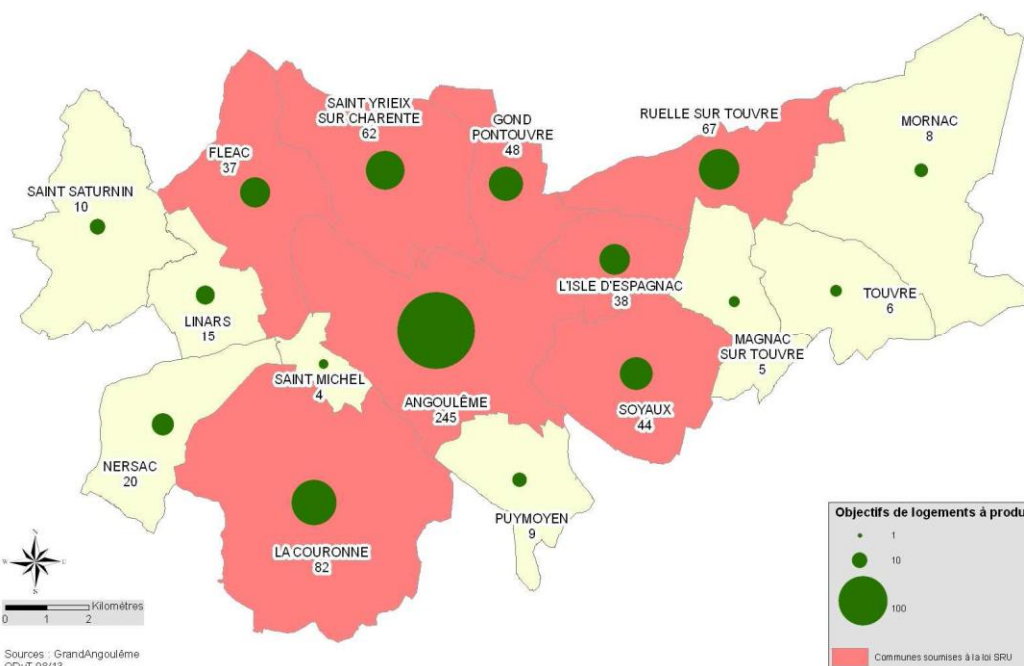 SAINT YRIEIX
SUR CHARENTE
62
GOND
PONTOUVRE
48
RUELLE SUR TOUVRE
67
MORNAC
8
FLEAC
37
SAINT SATURNIN
10
L'ISLE D'ESPAGNAC
38
TOUVRE
6
LINARS
15
MAGNAC
SUR TOUVRE
5
SAINT MICHEL
4
ANGOULÊME
245
SOYAUX
44
NERSAC
20
PUYMOYEN
9
LA COURONNE
82
Objectifs de logements à produ
1
10
100
Communes soumises à la loi SRU
N
W
S
Kilomètres
0 1 2
Sources : GrandAngoulême